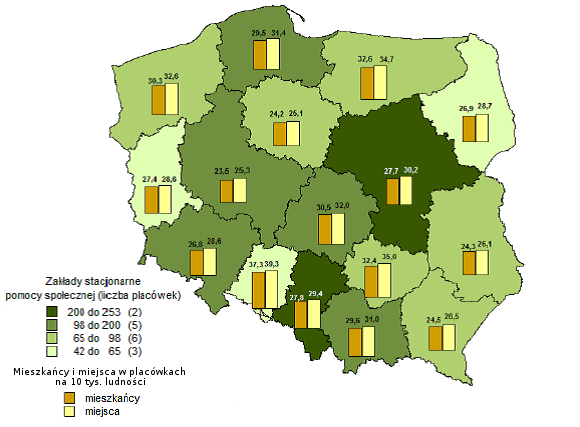 29,5 31,4
32,6 34,7
30,3 32,6
24,2 25,1
26,9 28,7
27,7 30,2
27,4 28,6
23,5 25,3
30,5 32,0
26,8 28,6
24,3 26,1
37,3 39,3
32,4 35,0
27,8 29,4
29,6 31,0
24,5 26,5
Zakłady stacjonarne
pomocy społecznej (liczba placówek)
200 do 253 (2)
98 do 200 (5)
65 do 98 (6)
42 do 65 (3)
Mieszkańcy i miejsca w placówkach
na 10 tys. ludności
mieszkańcy
miejsca